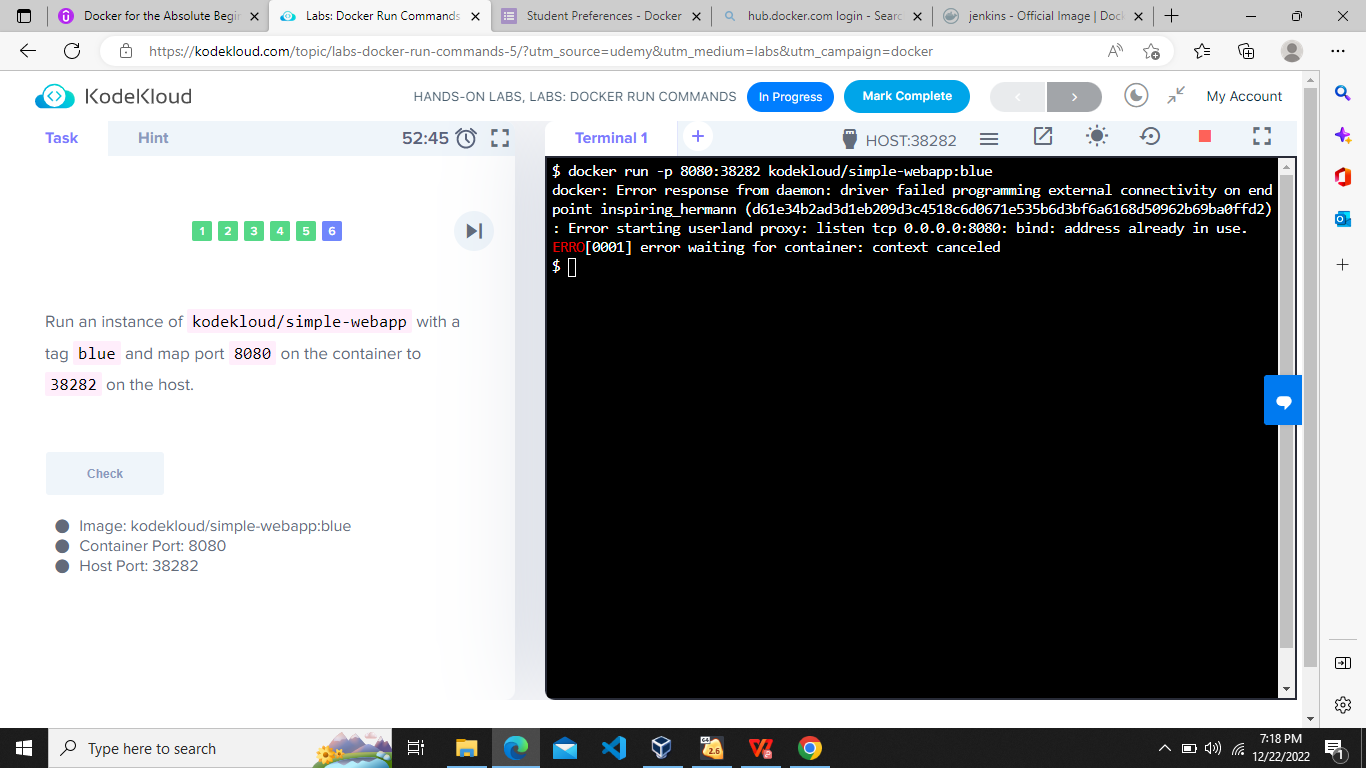 Docker for the Absolute Begin
Labs: Docker Run Commands
Student Preferences - Docker
hub.docker.com login - Searc
jenkins - Official Image | Dock
https://kodekloud.com/topic/labs-docker-run-commands-5/?utm_source=udemy&utm_medium=labs&utm_campaign=docker
KodeKloud
HANDS-ON LABS, LABS: DOCKER RUN COMMANDS
In Progress
Mark Complete
My Account
Task
Hint
52:45
Terminal 1
+
HOST:38282
1 2 3 4 5 6
Run an instance of kodekloud/simple-webapp with a
tag blue and map port 8080 on the container to
38282 on the host.
Check
Image: kodekloud/simple-webapp:blue
Container Port: 8080
Host Port: 38282
$ docker run -p 8080:38282 kodekloud/simple-webapp:blue
docker: Error response from daemon: driver failed programming external connectivity on end
point inspiring_hermann (d61e34b2ad3d1eb209d3c4518c6d0671e535b6d3bf6a6168d50962b69ba0ffd2)
: Error starting userland proxy: listen tcp 0.0.0.0:8080: bind: address already in use.
ERRO[0001] error waiting for container: context canceled
$
Type here to search
7:18 PM
12/22/2022
1